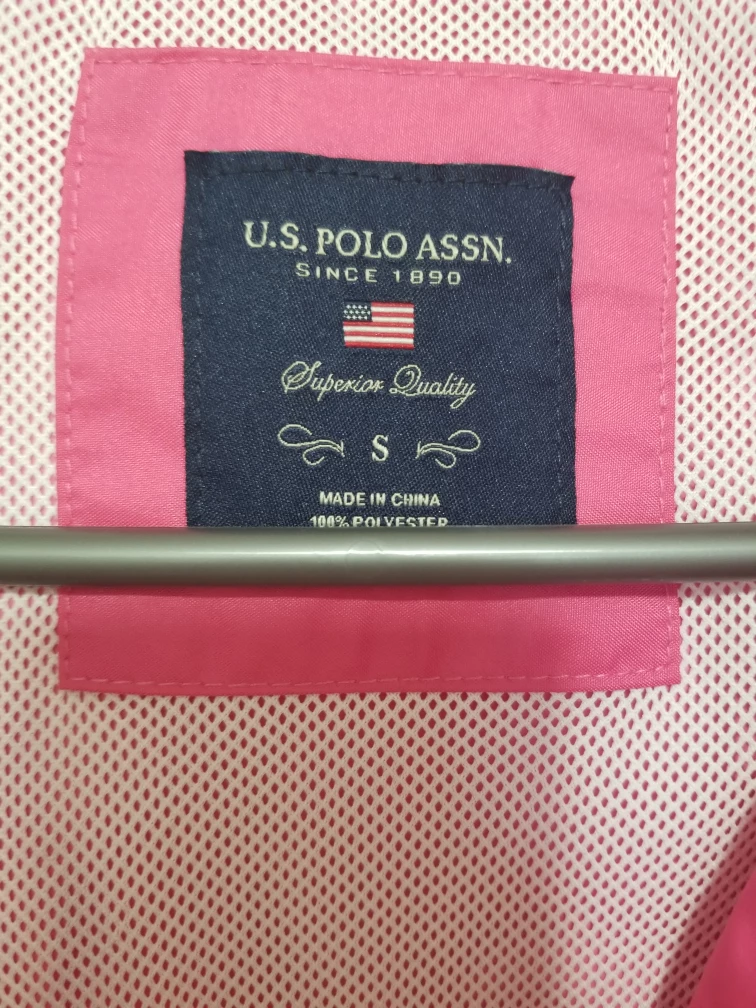 U.S. POLO ASSN.
SINCE 1890
Superior Quality
S
MADE IN CHINA
100% POLYESTER